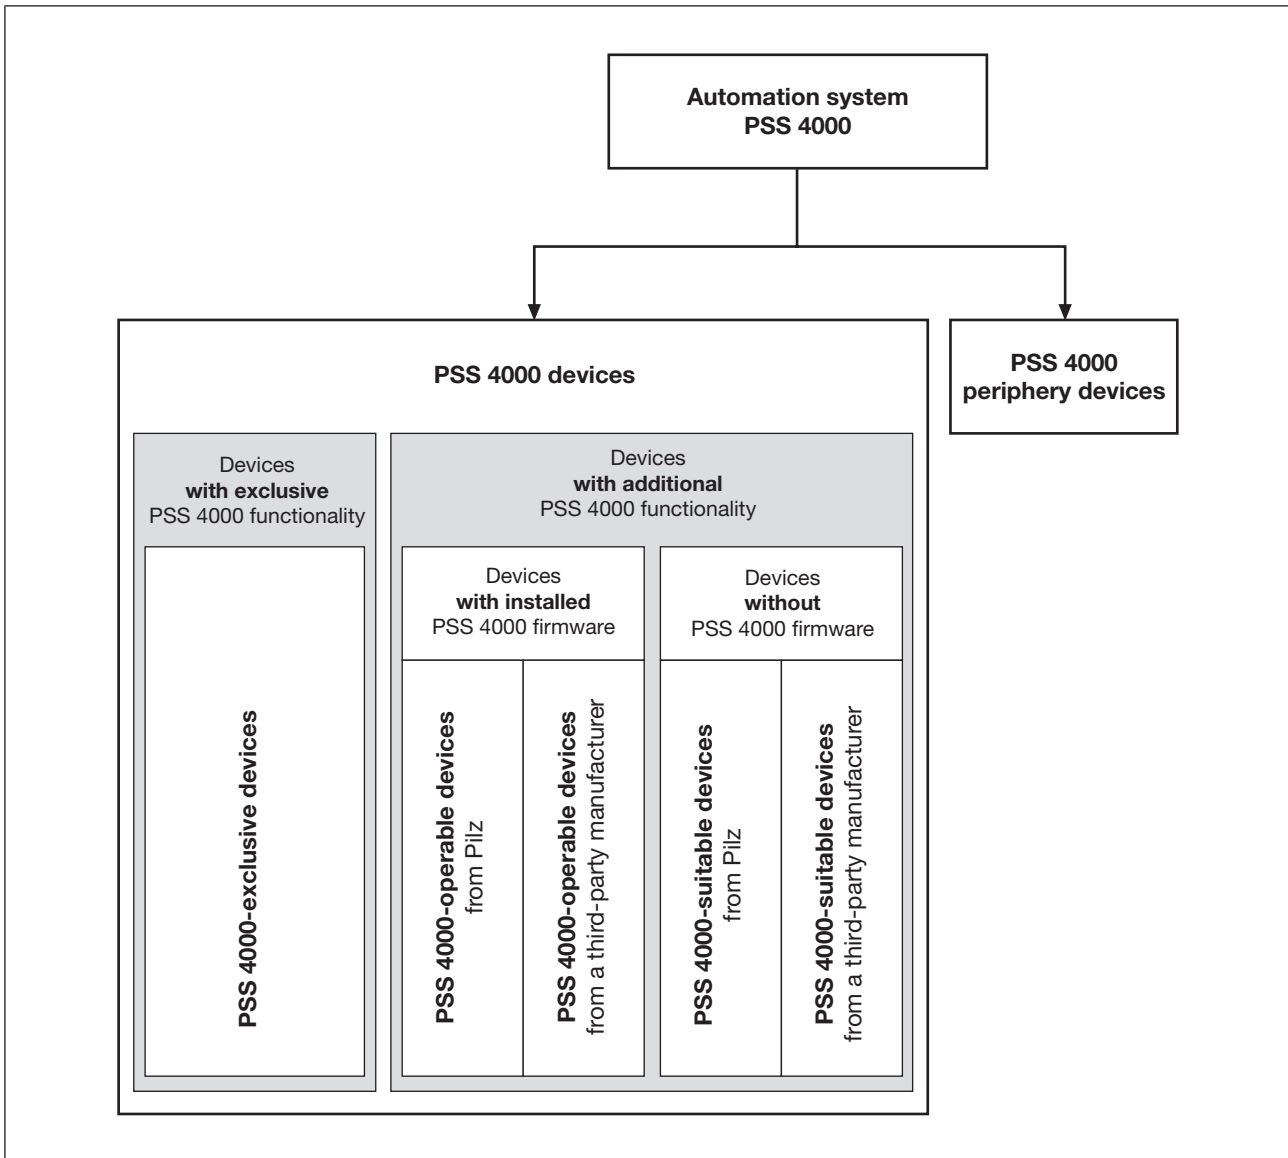 Automation system
PSS 4000
PSS 4000 devices
PSS 4000
periphery devices
Devices
with exclusive
PSS 4000 functionality
Devices
with additional
PSS 4000 functionality
Devices
with installed
PSS 4000 firmware
Devices
without
PSS 4000 firmware
PSS 4000-exclusive devices
PSS 4000-operable devices
from Pilz
PSS 4000-operable devices
from a third-party manufacturer
PSS 4000-suitable devices
from Pilz
PSS 4000-suitable devices
from a third-party manufacturer